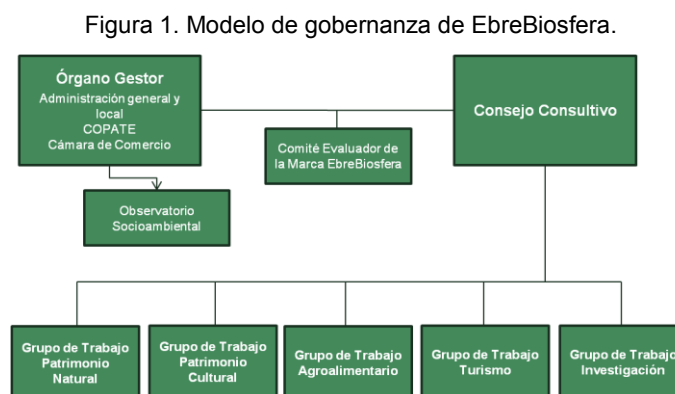 Figura 1. Modelo de gobernanza de EbreBiosfera.
Órgano Gestor
Administración general y
local
COPATE
Cámara de Comercio
Consejo Consultivo
Comité Evaluador de
la Marca EbreBiosfera
Observatorio
Socioambiental
Grupo de Trabajo
Patrimonio
Natural
Grupo de Trabajo
Patrimonio
Cultural
Grupo de Trabajo
Agroalimentario
Grupo de Trabajo
Turismo
Grupo de Trabajo
Investigación